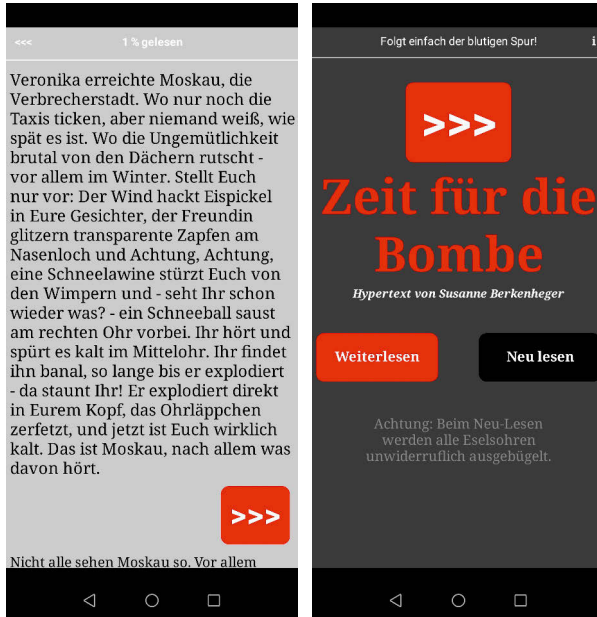 <<<
1 % gelesen
Veronika erreichte Moskau, die
Verbrecherstadt. Wo nur noch die
Taxis ticken, aber niemand weiß, wie
spät es ist. Wo die Ungemütlichkeit
brutal von den Dächern rutscht -
vor allem im Winter. Stellt Euch
nur vor: Der Wind hackt Eispickel
in Eure Gesichter, der Freundin
glitzern transparente Zapfen am
Nasenloch und Achtung, Achtung,
eine Schneelawine stürzt Euch von
den Wimpern und - seht Ihr schon
wieder was? - ein Schneeball saust
am rechten Ohr vorbei. Ihr hört und
spürt es kalt im Mittelohr. Ihr findet
ihn banal, so lange bis er explodiert
- da staunt Ihr! Er explodiert direkt
in Eurem Kopf, das Ohrläppchen
zerfetzt, und jetzt ist Euch wirklich
kalt. Das ist Moskau, nach allem was
davon hört.
>>>
Nicht alle sehen Moskau so. Vor allem
Folgt einfach der blutigen Spur!
i
>>>
Zeit für die
Bombe
Hypertext von Susanne Berkenheger
Weiterlesen
Neu lesen
Achtung: Beim Neu-Lesen
werden alle Eselsohren
unwiderruflich ausgebügelt.